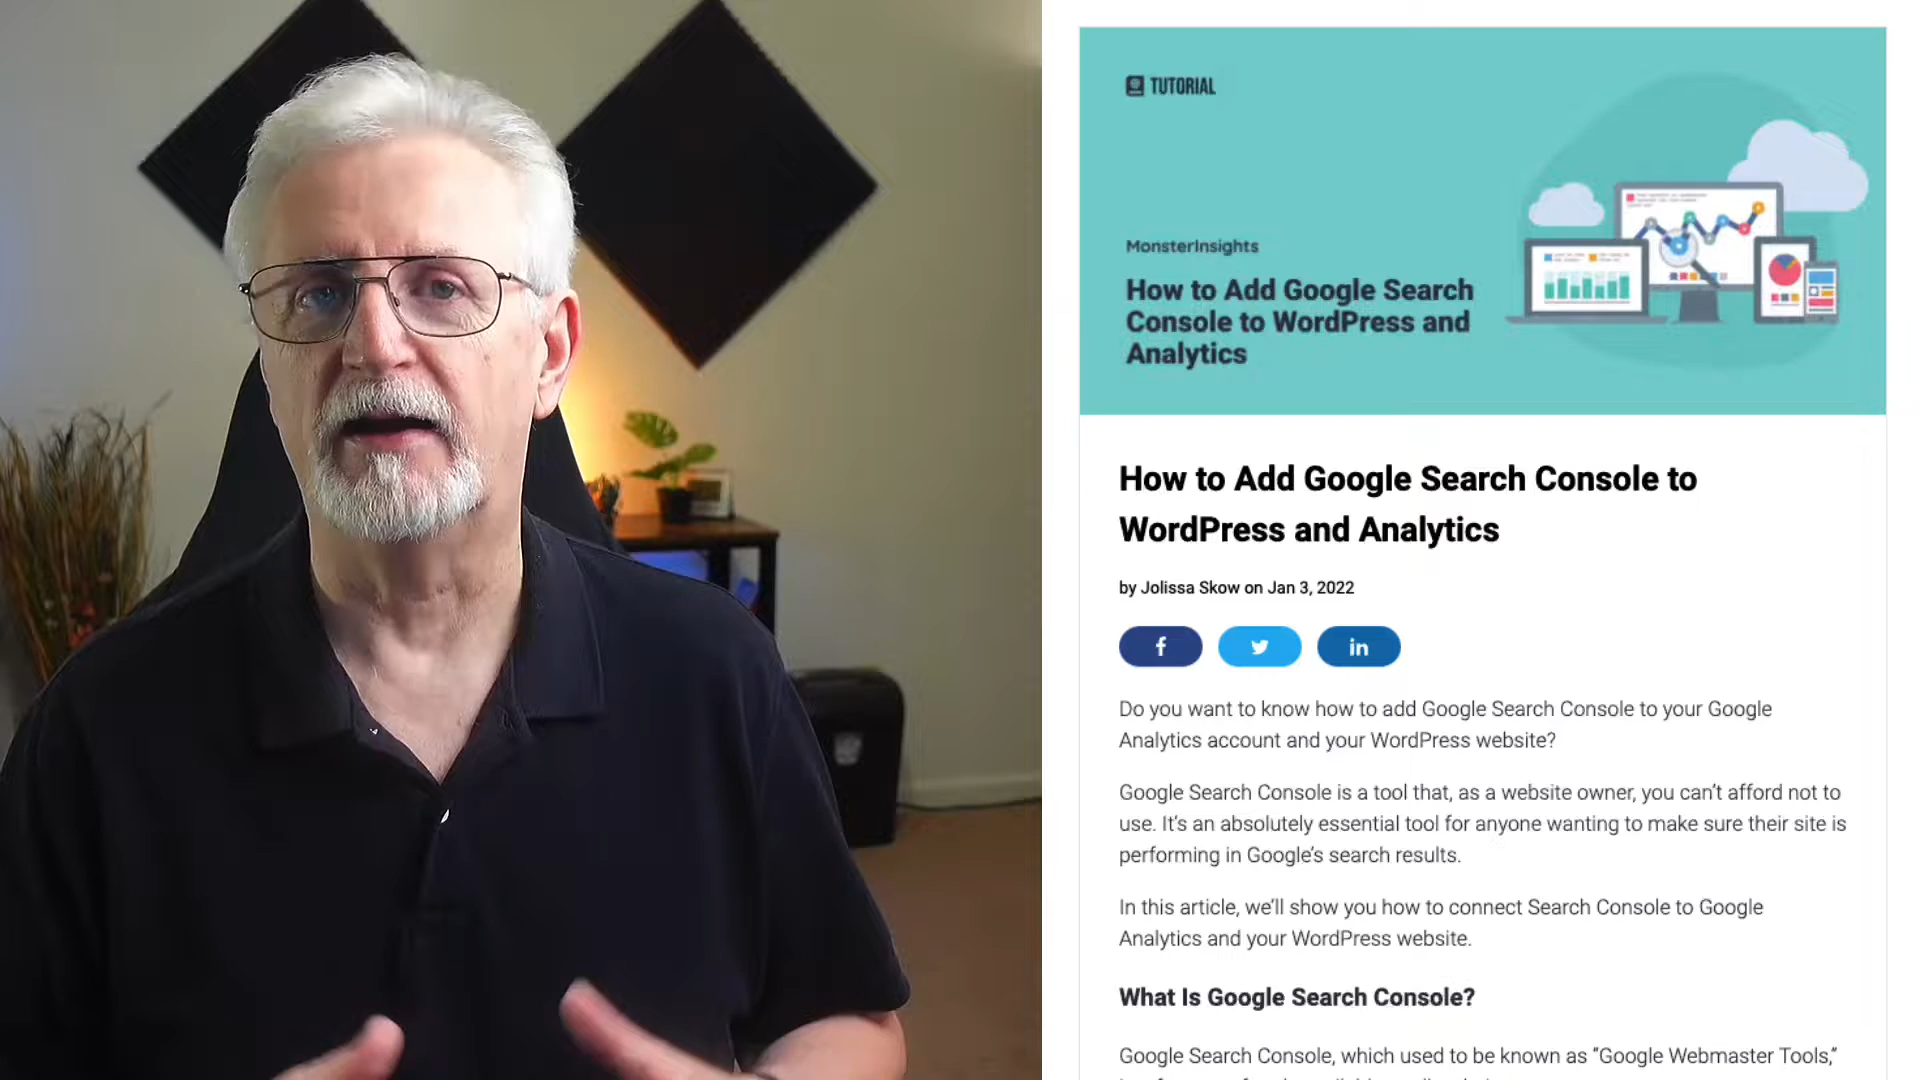 TUTORIAL
MonsterInsights
How to Add Google Search
Console to WordPress and
Analytics
How to Add Google Search Console to
WordPress and Analytics
by Jolissa Skow on Jan 3, 2022
f
in
Do you want to know how to add Google Search Console to your Google
Analytics account and your WordPress website?
Google Search Console is a tool that, as a website owner, you can’t afford not to
use. It’s an absolutely essential tool for anyone wanting to make sure their site is
performing in Google’s search results.
In this article, we’ll show you how to connect Search Console to Google
Analytics and your WordPress website.
What Is Google Search Console?
Google Search Console, which used to be known as “Google Webmaster Tools,”